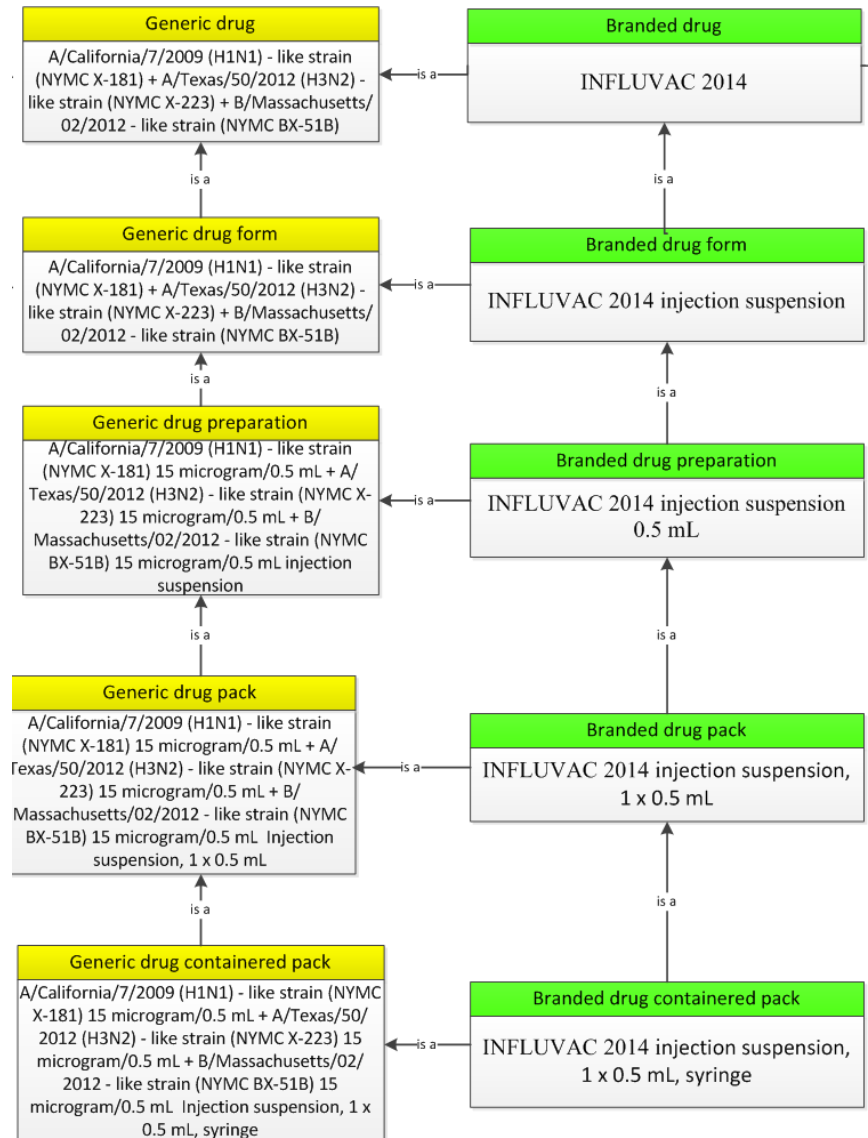 Generic drug
A/California/7/2009 (H1N1) - like strain
(NYMC X-181) + A/Texas/50/2012 (H3N2) -
like strain (NYMC X-223) + B/Massachusetts/
02/2012 - like strain (NYMC BX-51B)
is a
Branded drug
INFLUVAC 2014
is a
is a
Generic drug form
A/California/7/2009 (H1N1) - like strain
(NYMC X-181) + A/Texas/50/2012 (H3N2) -
like strain (NYMC X-223) + B/Massachusetts/
02/2012 - like strain (NYMC BX-51B)
is a
Branded drug form
INFLUVAC 2014 injection suspension
is a
is a
Generic drug preparation
A/California/7/2009 (H1N1) - like strain
(NYMC X-181) 15 microgram/0.5 mL + A/
Texas/50/2012 (H3N2) - like strain (NYMC X-
223) 15 microgram/0.5 mL + B/
Massachusetts/02/2012 - like strain (NYMC
BX-51B) 15 microgram/0.5 mL injection
suspension
is a
Branded drug preparation
INFLUVAC 2014 injection suspension
0.5 mL
is a
is a
Generic drug pack
A/California/7/2009 (H1N1) - like strain
(NYMC X-181) 15 microgram/0.5 mL + A/
Texas/50/2012 (H3N2) - like strain (NYMC X-
223) 15 microgram/0.5 mL + B/
Massachusetts/02/2012 - like strain (NYMC
BX-51B) 15 microgram/0.5 mL  Injection
suspension, 1 x 0.5 mL
is a
Branded drug pack
INFLUVAC 2014 injection suspension,
1 x 0.5 mL
is a
is a
Generic drug containered pack
A/California/7/2009 (H1N1) - like strain (NYMC
X-181) 15 microgram/0.5 mL + A/Texas/50/
2012 (H3N2) - like strain (NYMC X-223) 15
microgram/0.5 mL + B/Massachusetts/02/
2012 - like strain (NYMC BX-51B) 15
microgram/0.5 mL  Injection suspension, 1 x
0.5 mL, syringe
is a
Branded drug containered pack
INFLUVAC 2014 injection suspension,
1 x 0.5 mL, syringe